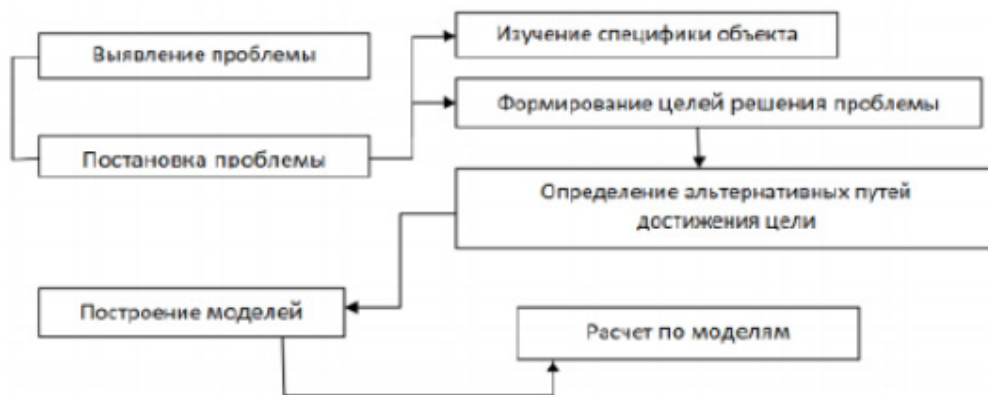 Выявление проблемы
Постановка проблемы
Изучение специфики объекта
Формирование целей решения проблемы
Определение альтернативных путей
достижения цели
Построение моделей
Расчет по моделям